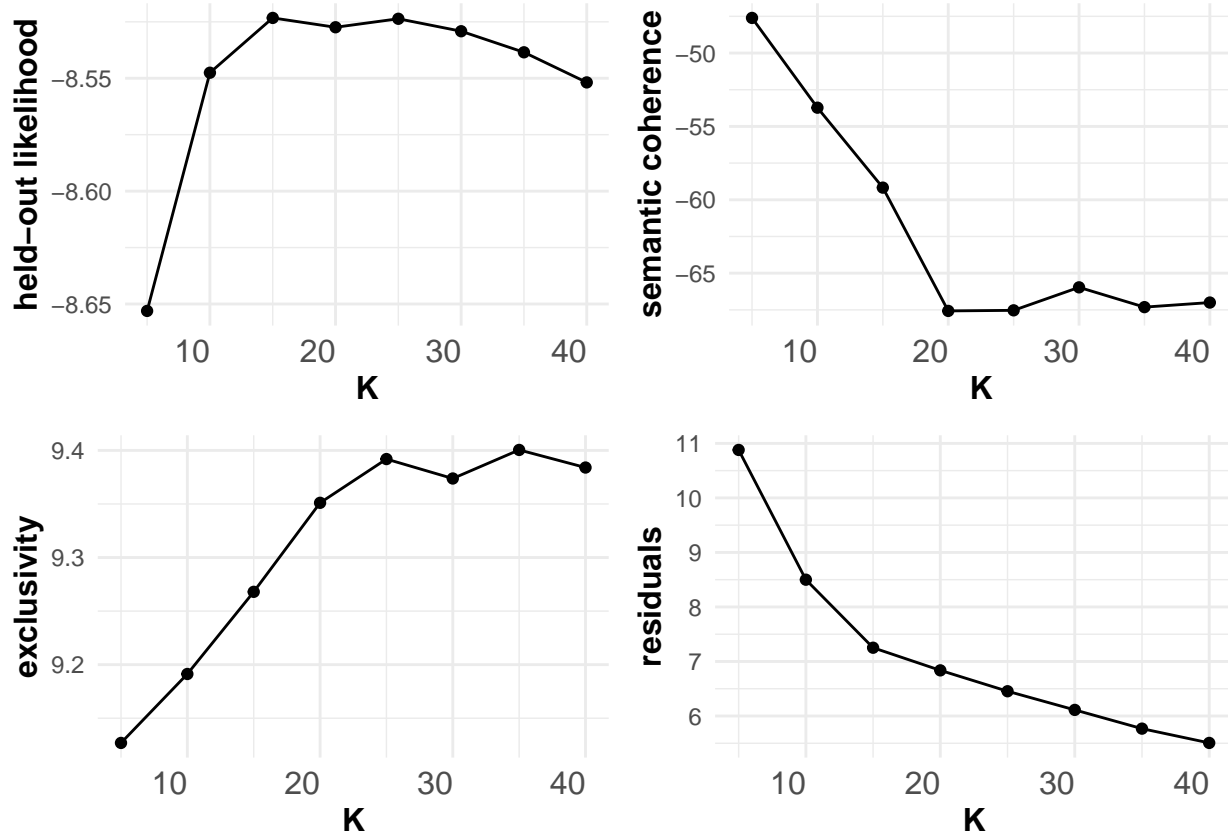 held−out likelihood
−8.55
−8.60
−8.65
10 20 30 40
K
semantic coherence
−50
−55
−60
−65
10 20 30 40
K
exclusivity
9.4
9.3
9.2
10 20 30 40
K
residuals
11
10
9
8
7
6
10 20 30 40
K